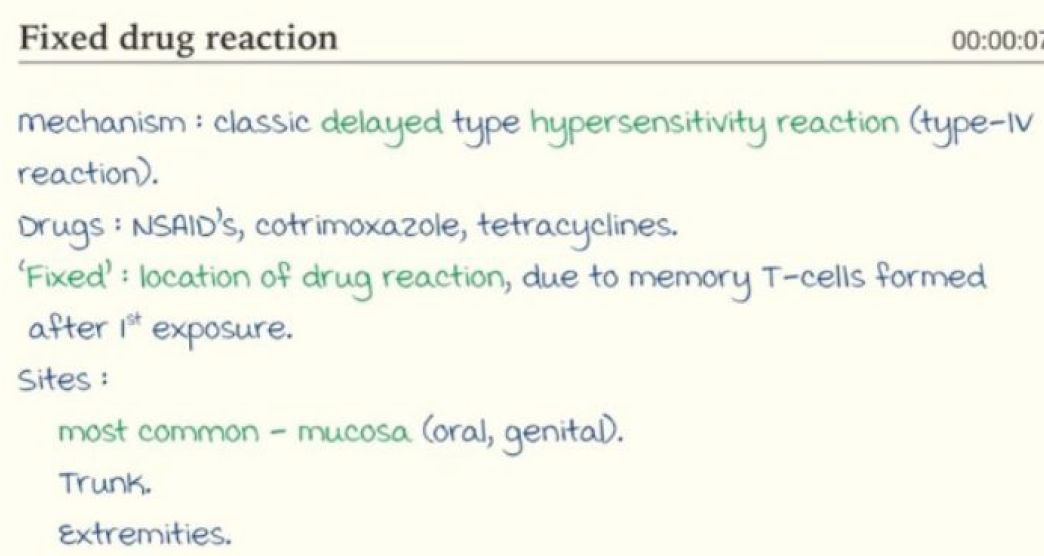 Fixed drug reaction 00:00:07
mechanism : classic delayed type hypersensitivity reaction (type-IV
reaction).
Drugs : NSAID's, cotrimoxazole, tetracyclines.
'Fixed' : location of drug reaction, due to memory T-cells formed
after 1st exposure.
Sites :
most common - mucosa (oral, genital).
Trunk.
Extremities.